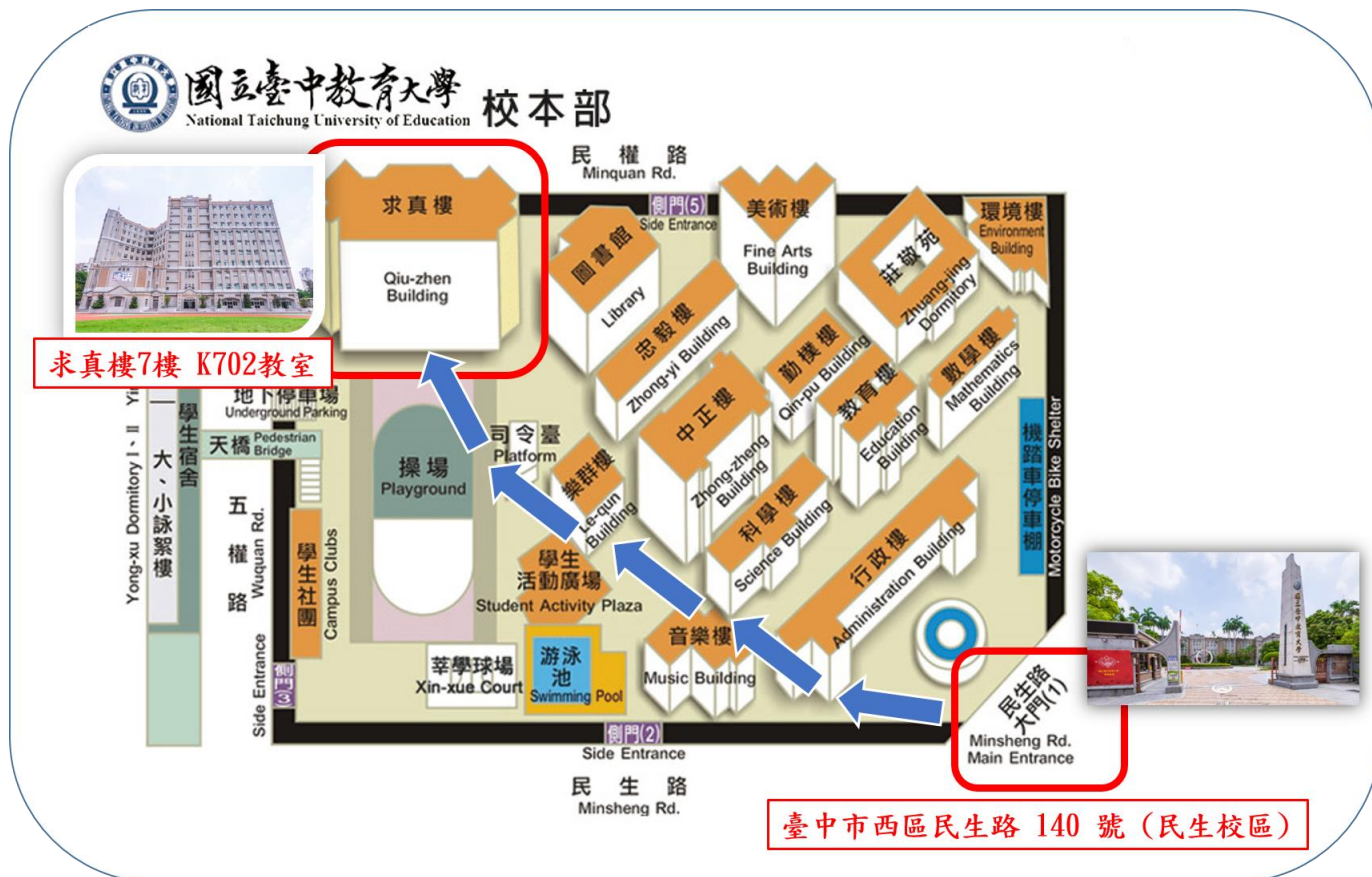 國立臺中教育大學
National Taichung University of Education
校本部
民權路
Minquan Rd.
求真樓
Qiu-zhen
Building
求真樓7樓 K702教室
側門(5)
Side Entrance
圖書館
Library
美術樓
Fine Arts
Building
莊敬苑
Zhuang-jing
Dormitory
環境樓
Environment
Building
忠毅樓
Zhong-yi Building
勤樸樓
Qin-pu Building
教育樓
Education
Building
數學樓
Mathematics
Building
中正樓
Zhong-zheng
Building
地下停車場
Underground Parking
學生宿舍
天橋
Pedestrian
Bridge
大、小詠絮樓
五權路
Wuquan Rd.
學生社團
Campus Clubs
操場
Playground
司令臺
Platform
樂群樓
Le-qun
Building
科學樓
Science Building
行政樓
Administration Building
機踏車停車棚
Motorcycle Bike Shelter
學生
活動廣場
Student Activity Plaza
音樂樓
Music Building
游泳
池
Swimming Pool
莘學球場
Xin-xue Court
側門(3)
Side Entrance
側門(2)
Side Entrance
民生路
Minsheng Rd.
民生路
大門(1)
Minsheng Rd.
Main Entrance
國立臺中教育大學
臺中市西區民生路 140 號 (民生校區)
Yong-xu Dormitory I、II